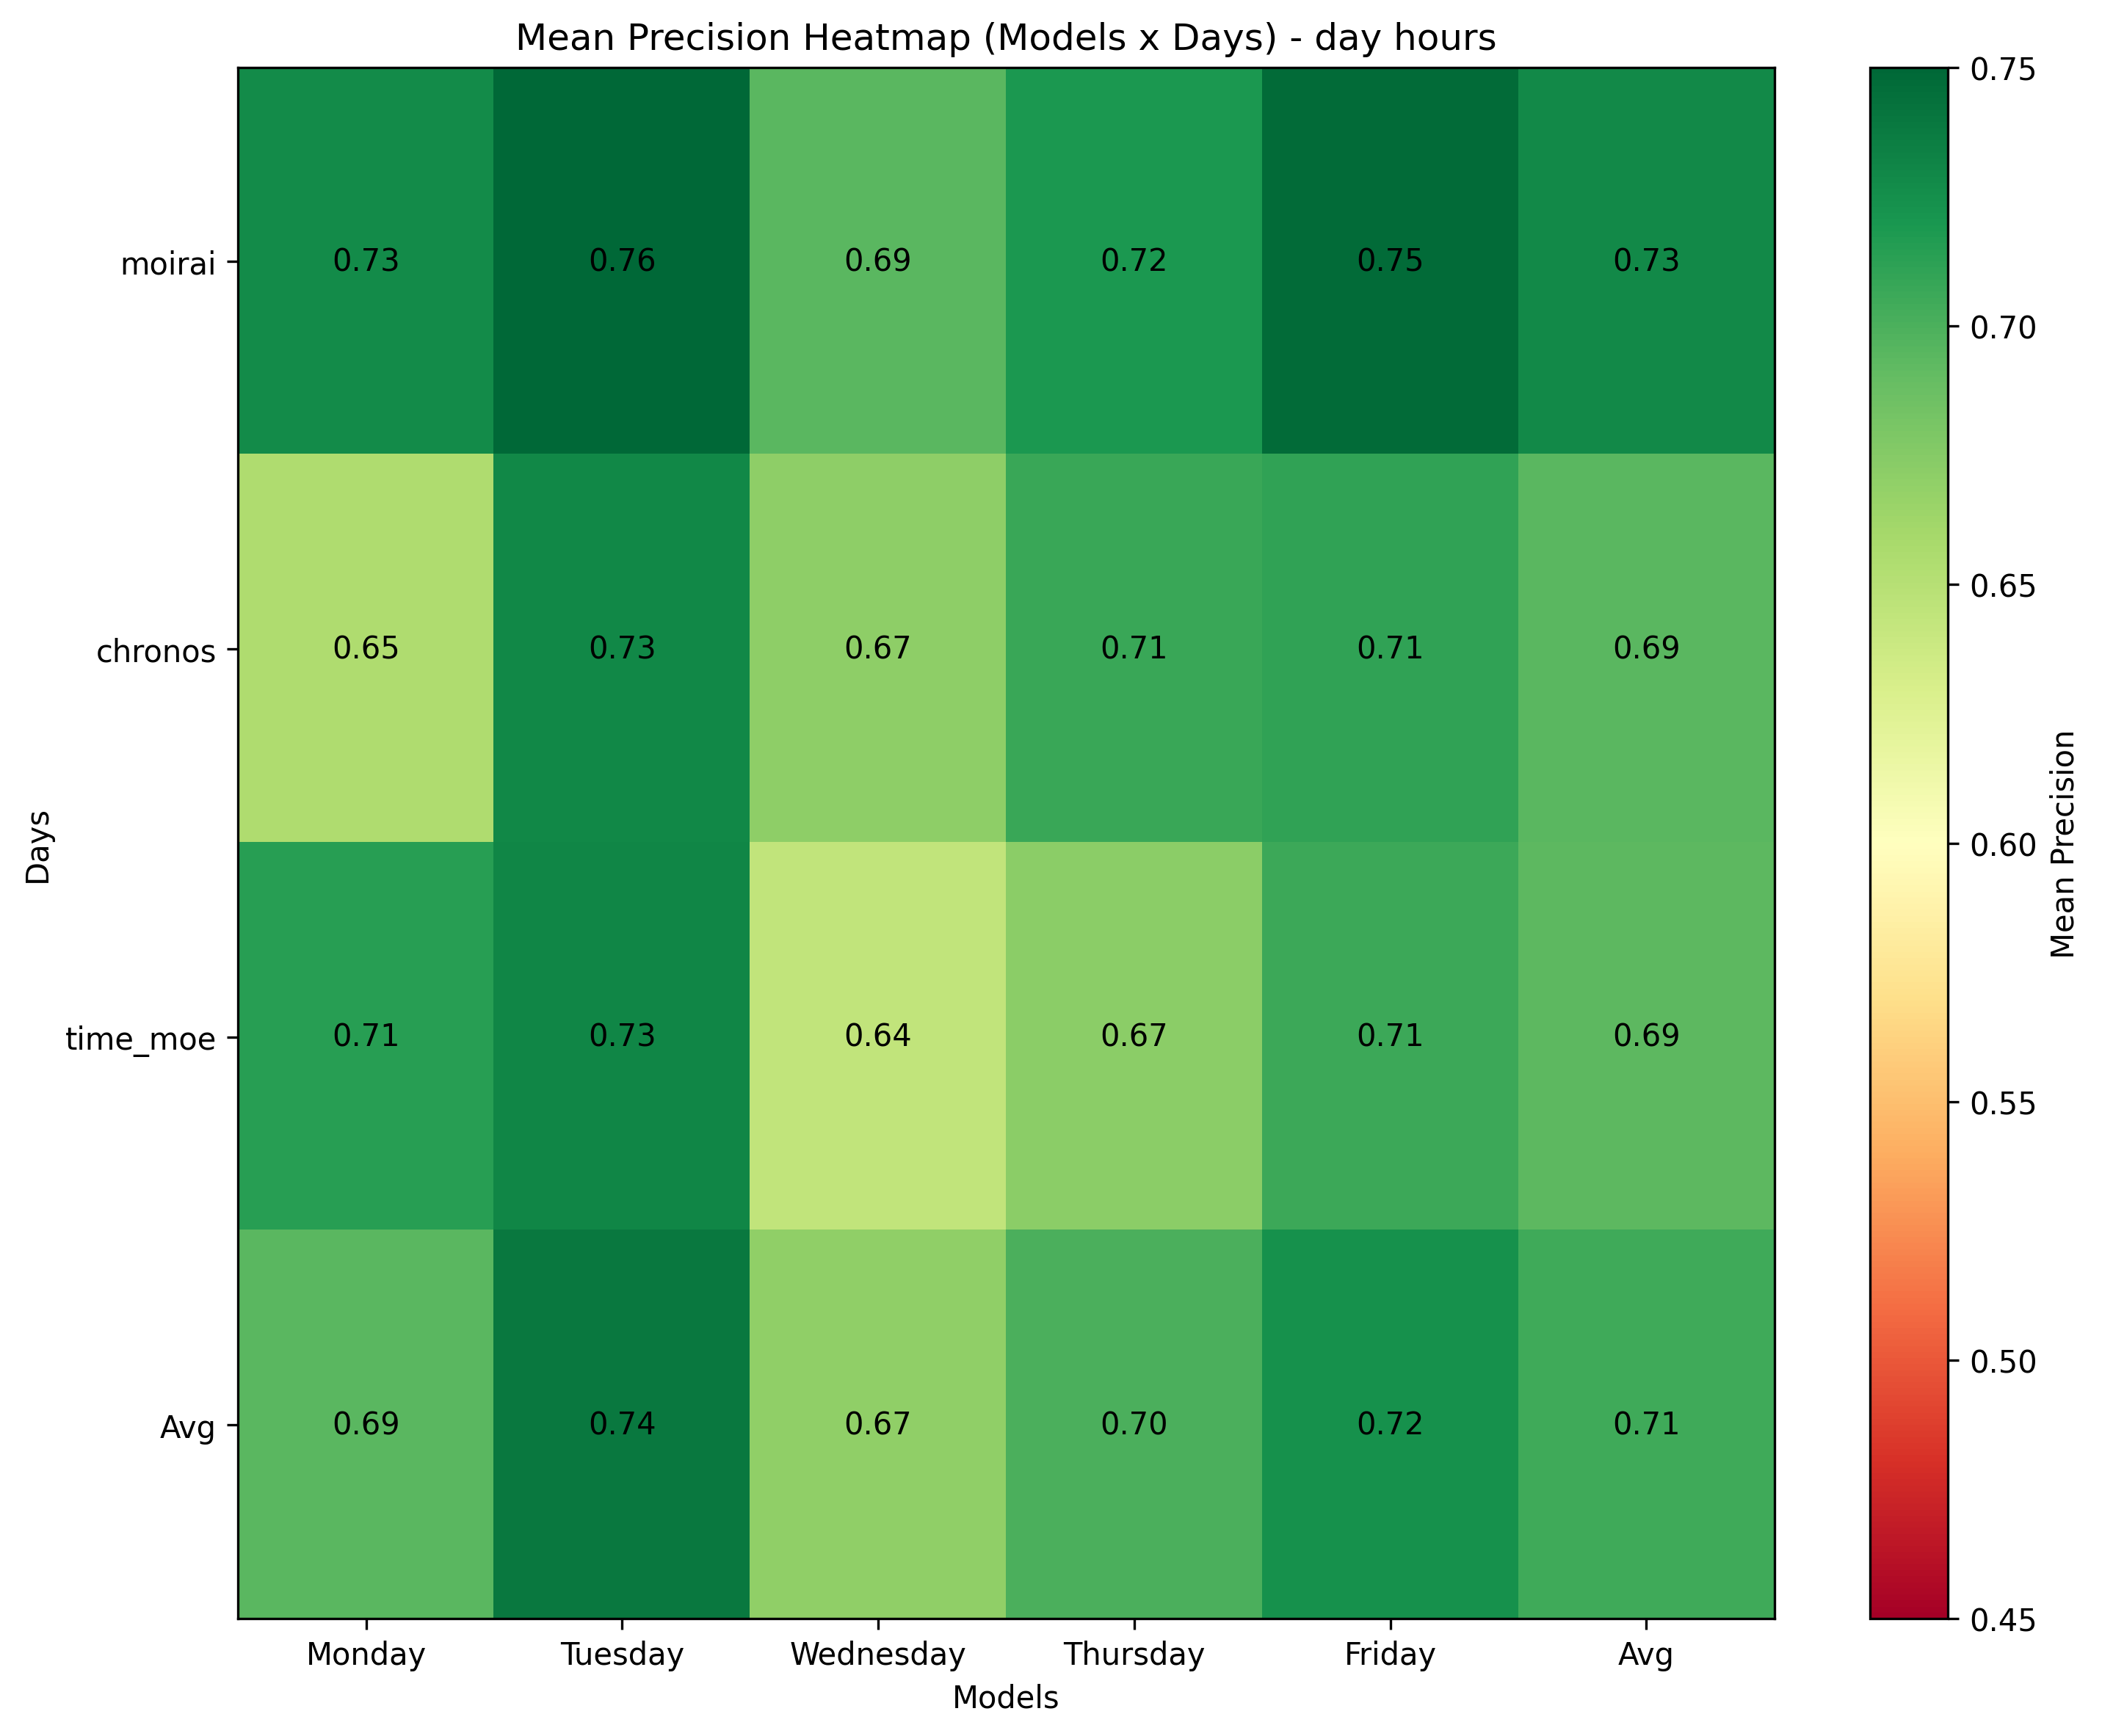 Mean Precision Heatmap (Models x Days) - day hours
moirai 0.73 0.76 0.69 0.72 0.75 0.73
chronos 0.65 0.73 0.67 0.71 0.71 0.69
time_moe 0.71 0.73 0.64 0.67 0.71 0.69
Avg 0.69 0.74 0.67 0.70 0.72 0.71
Monday Tuesday Wednesday Thursday Friday Avg
Models
Days
0.75
0.70
0.65
0.60
0.55
0.50
0.45
Mean Precision